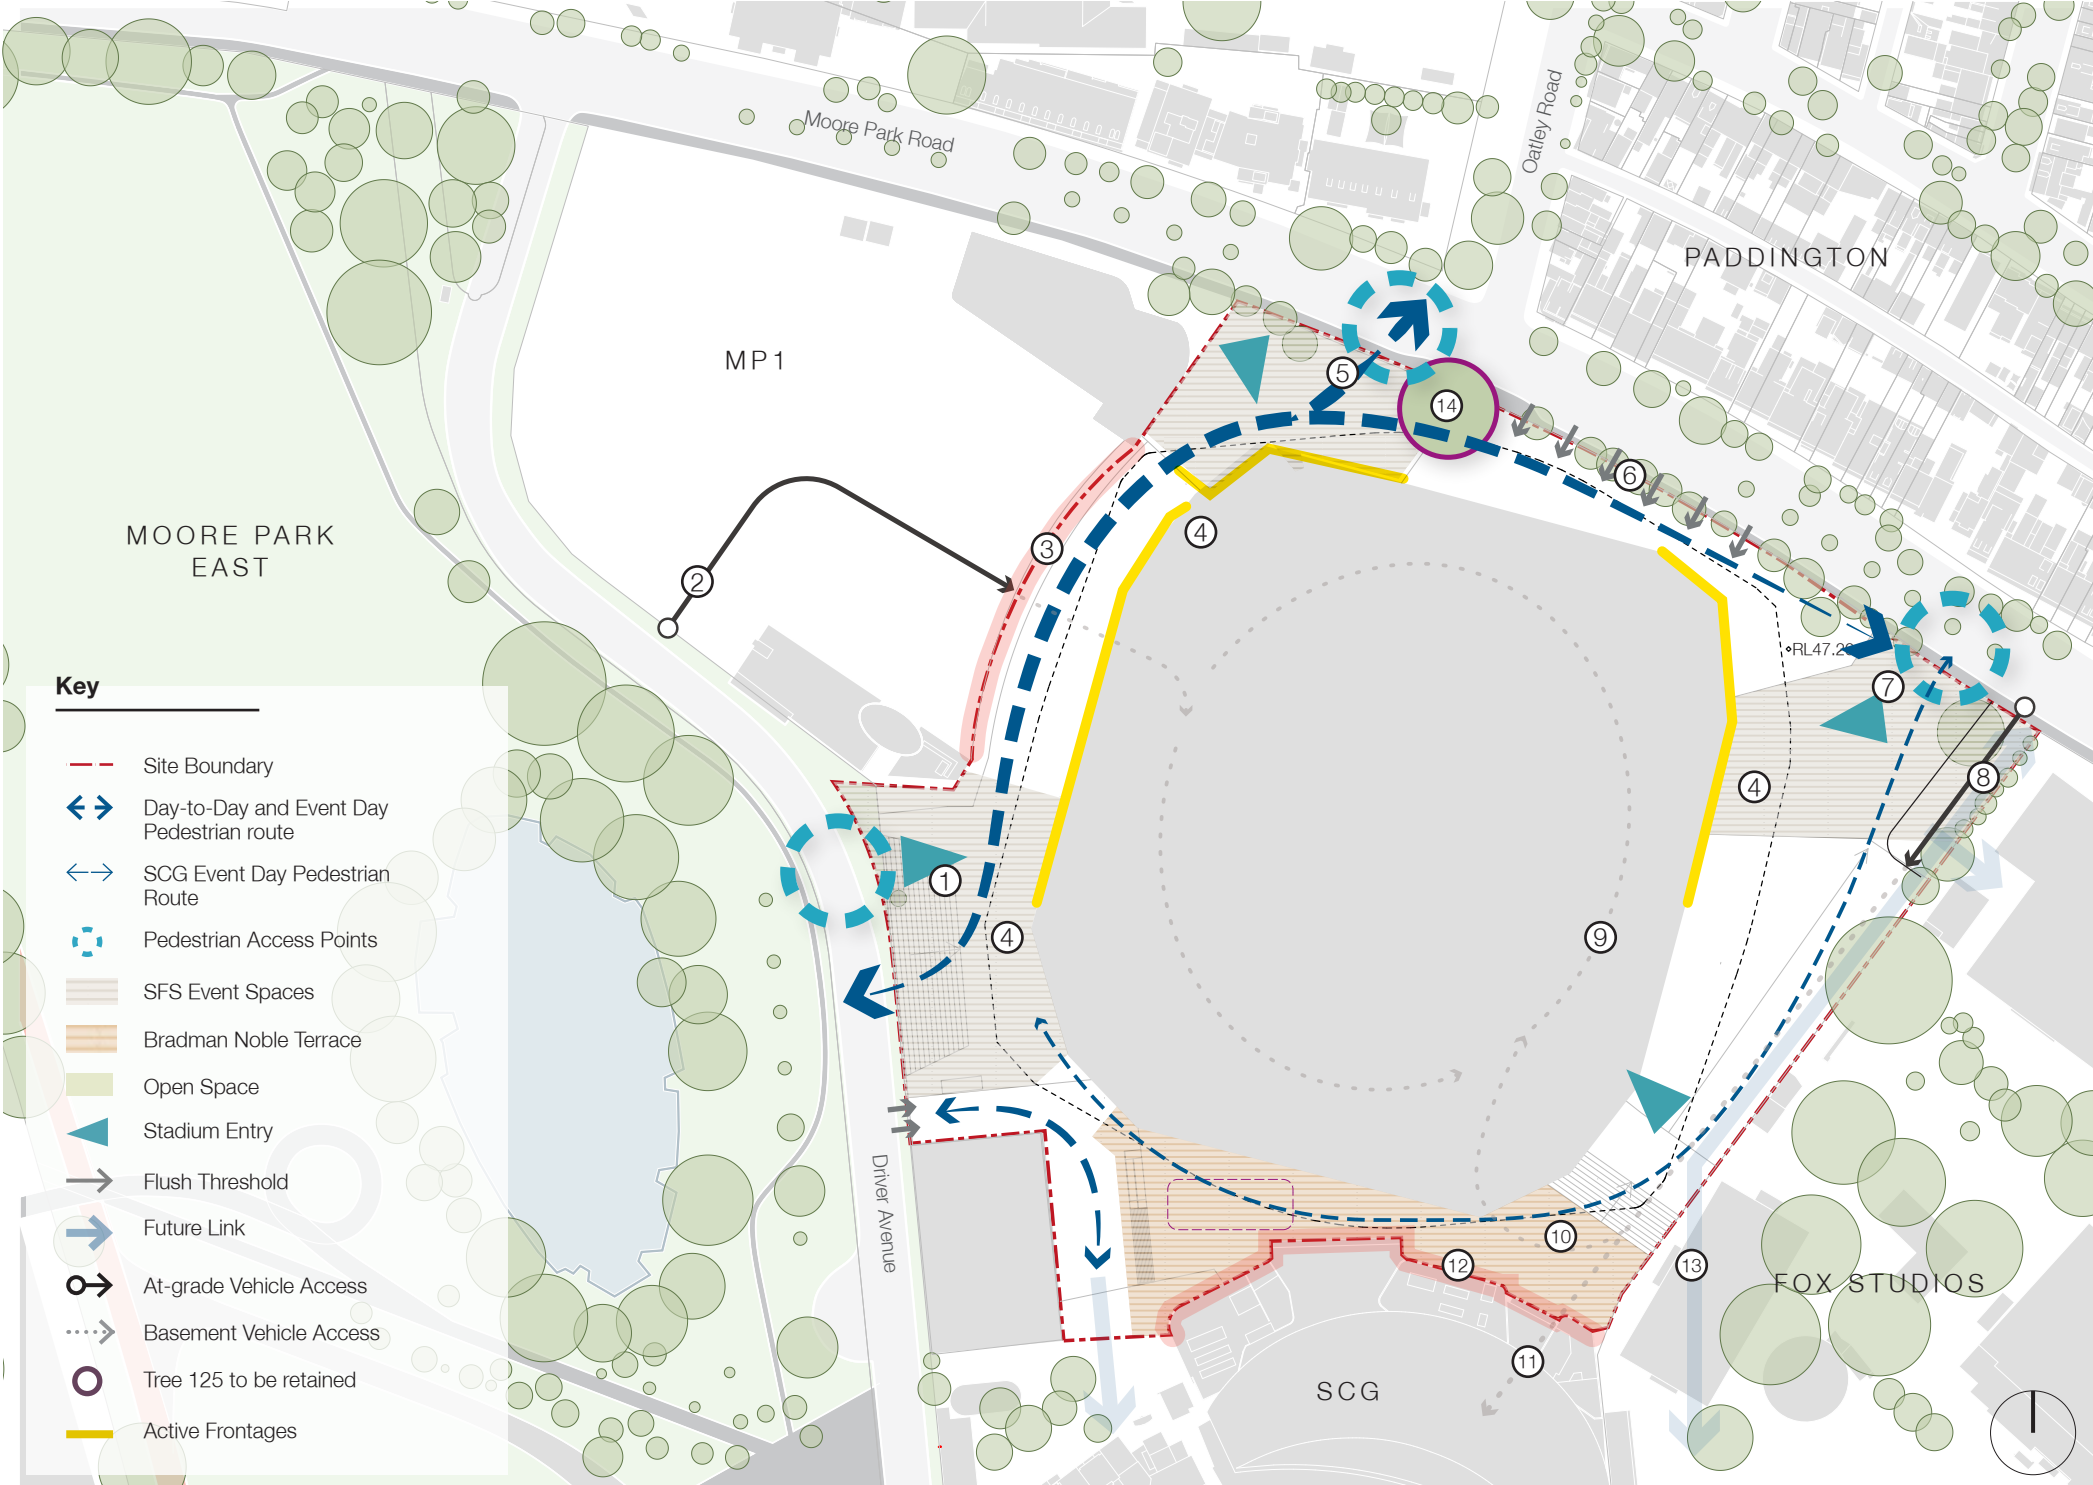 Moore Park Road
Oatley Road
PADDINGTON
MP1
5
14
6
4
3
2
MOORE PARK
EAST
RL47.2
7
8
4
1
4
9
Key
Site Boundary
Day-to-Day and Event Day
Pedestrian route
SCG Event Day Pedestrian
Route
Pedestrian Access Points
SFS Event Spaces
Bradman Noble Terrace
Open Space
Stadium Entry
Flush Threshold
Future Link
At-grade Vehicle Access
Basement Vehicle Access
Tree 125 to be retained
Active Frontages
Driver Avenue
10
12
13
FOX STUDIOS
11
SCG